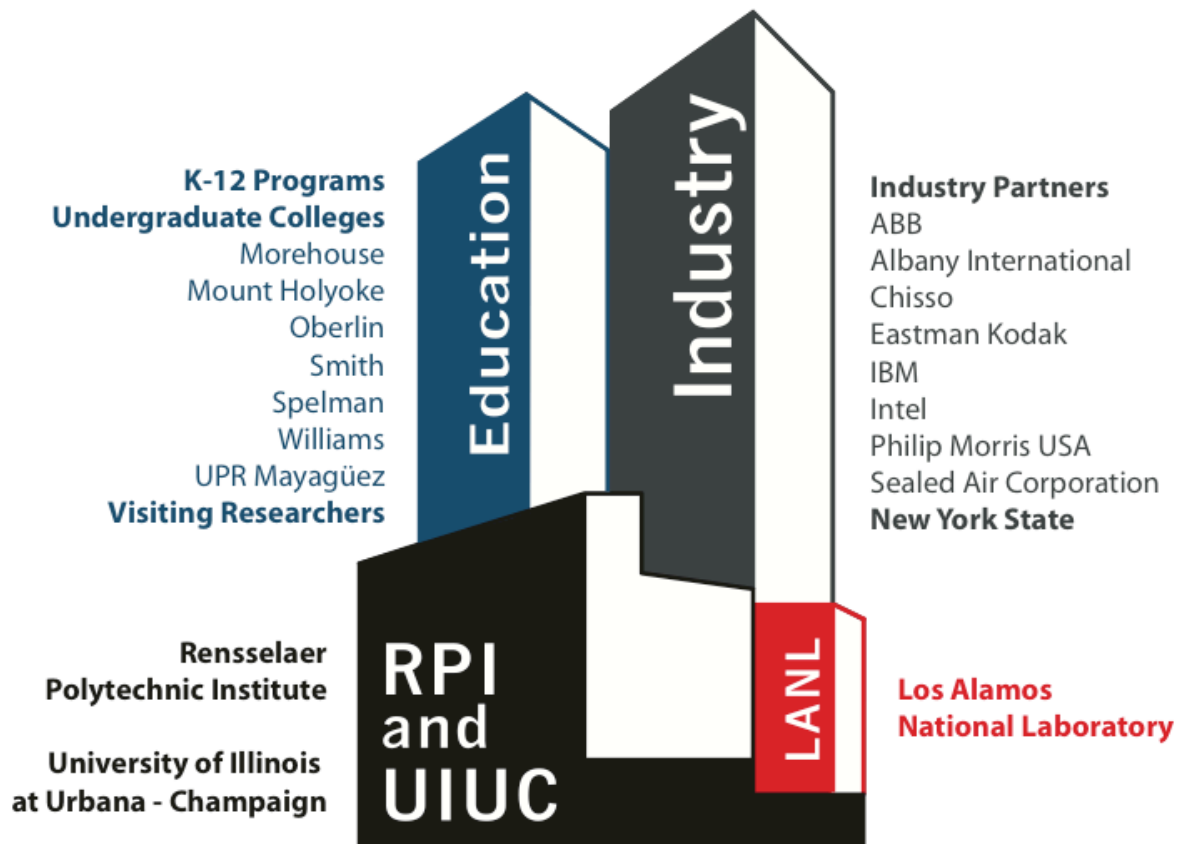 K-12 Programs
Undergraduate Colleges
Morehouse
Mount Holyoke
Oberlin
Smith
Spelman
Williams
UPR Mayagüez
Visiting Researchers
Education
Industry
Industry Partners
ABB
Albany International
Chisso
Eastman Kodak
IBM
Intel
Philip Morris USA
Sealed Air Corporation
New York State
Rensselaer
Polytechnic Institute
University of Illinois
at Urbana - Champaign
RPI
and
UIUC
LANL
Los Alamos
National Laboratory